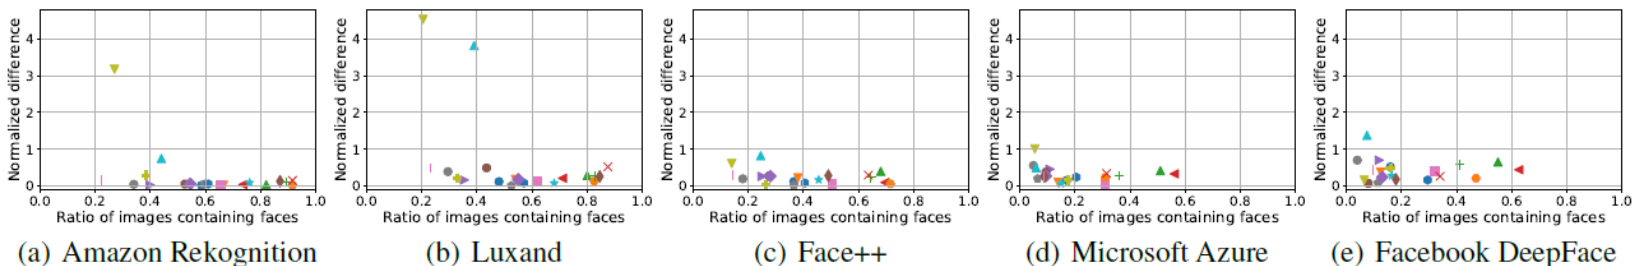 Normalized difference
4
3
2
1
0
0.0 0.2 0.4 0.6 0.8 1.0
Ratio of images containing faces
(a) Amazon Rekognition
Normalized difference
4
3
2
1
0
0.0 0.2 0.4 0.6 0.8 1.0
Ratio of images containing faces
(b) Luxand
Normalized difference
4
3
2
1
0
0.0 0.2 0.4 0.6 0.8 1.0
Ratio of images containing faces
(c) Face++
Normalized difference
4
3
2
1
0
0.0 0.2 0.4 0.6 0.8 1.0
Ratio of images containing faces
(d) Microsoft Azure
Normalized difference
4
3
2
1
0
0.0 0.2 0.4 0.6 0.8 1.0
Ratio of images containing faces
(e) Facebook DeepFace